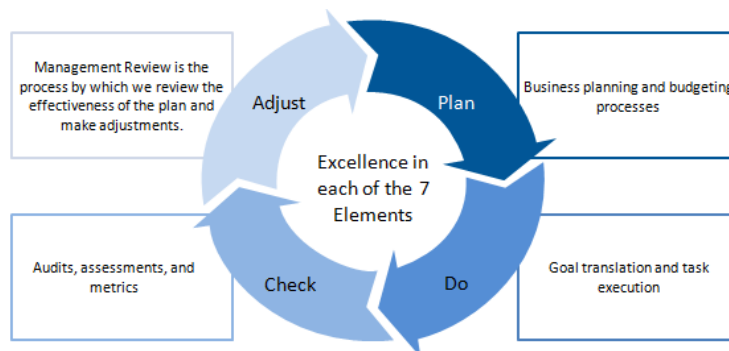 Management Review is the
process by which we review the
effectiveness of the plan and
make adjustments.
Adjust
Plan
Business planning and budgeting
processes
Excellence in
each of the 7
Elements
Audits, assessments, and
metrics
Check
Do
Goal translation and task
execution